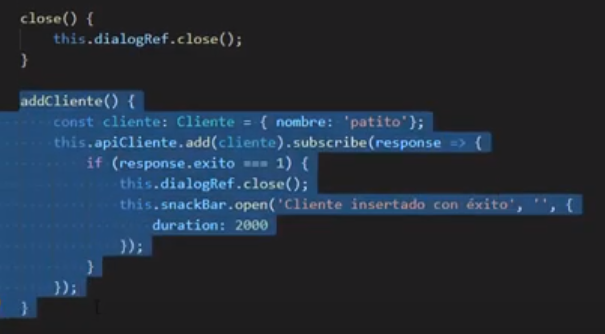 close() {
this.dialogRef.close();
}
addCliente() {
const cliente: Cliente = { nombre: 'patito'};
this.apiCliente.add(cliente).subscribe(response => {
if (response.exito === 1) {
this.dialogRef.close();
this.snackBar.open('Cliente insertado con éxito', '', {
duration: 2000
});
}
});
}